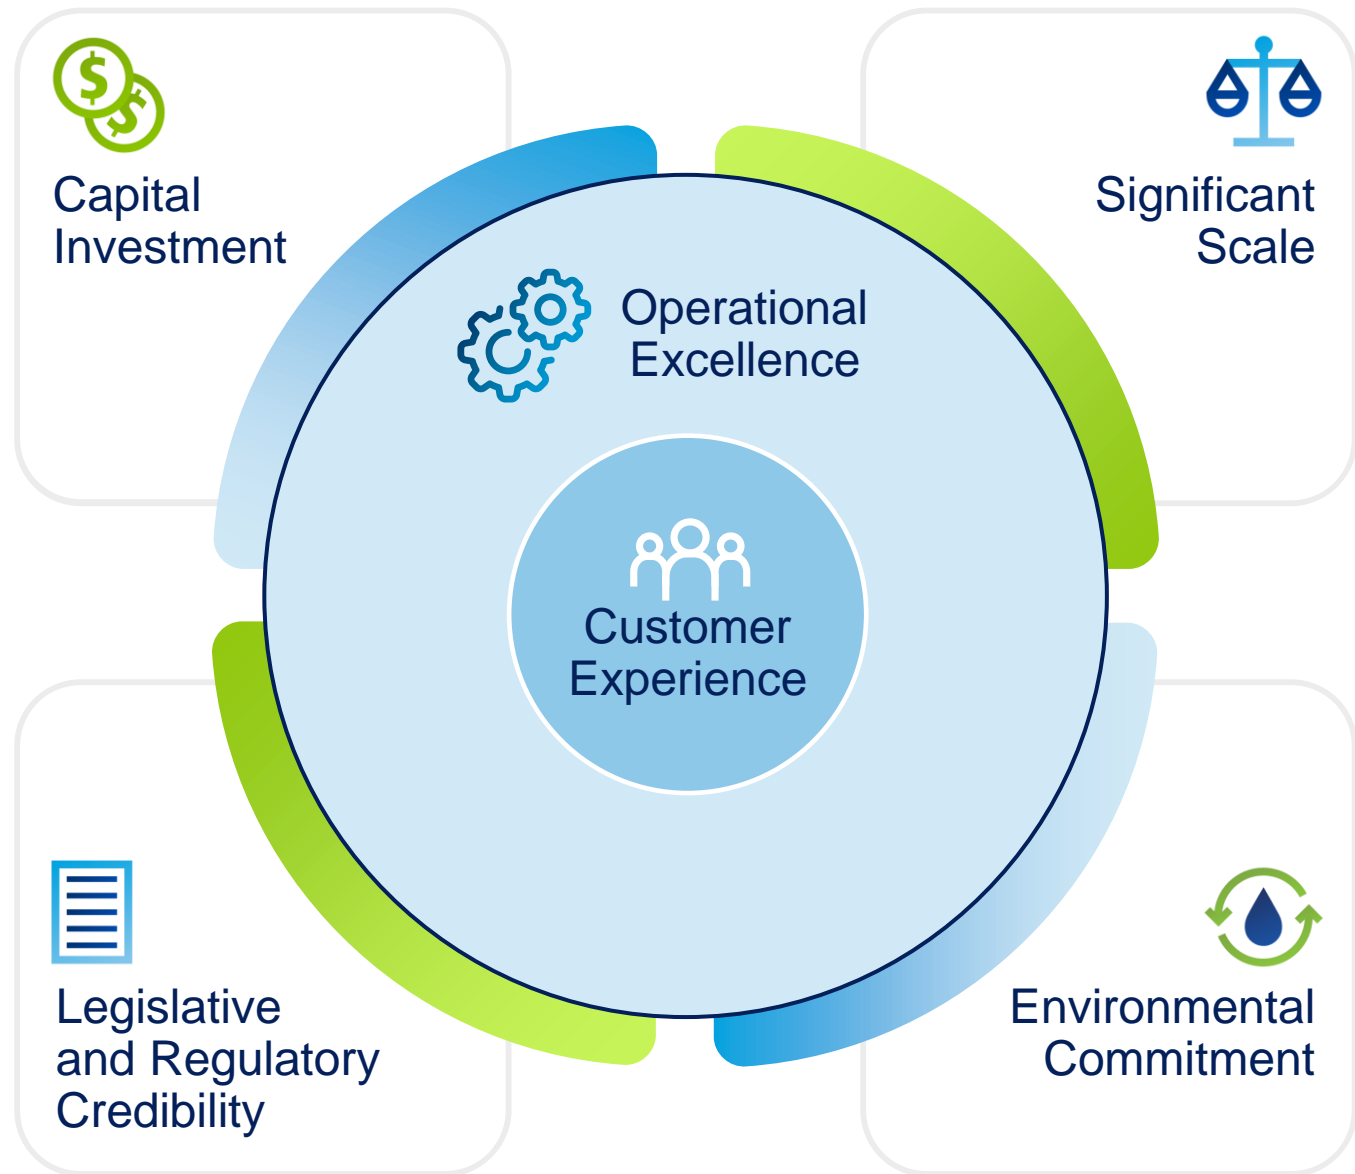 Capital
Investment
Significant
Scale
Operational
Excellence
Customer
Experience
Legislative
and Regulatory
Credibility
Environmental
Commitment